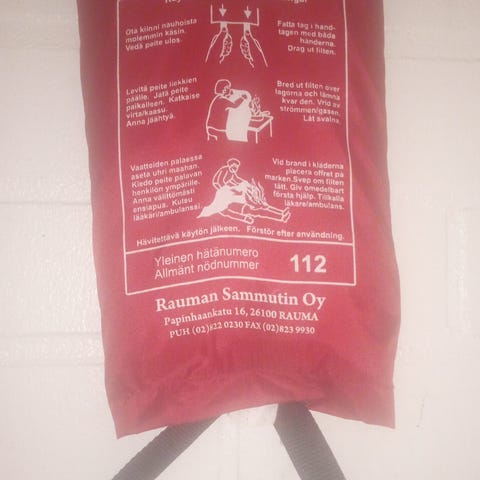 Ota kiinni nauhoista
molemmin käsin.
Vedä peite ulos.
Fatta tag i hand-
tagen med båda
händerna.
Drag ut filten.
Levitä peite liekkien
päälle. Jätä peite
paikalleen. Katkaise
virta/kaasu.
Anna jäähtyä.
Bred ut filten over
lågorna och lämna
kvar den. Vrid av
strömmen/gasen.
Låt svalna.
Vaatteiden palaessa
aseta uhri maahan.
Kiedo peite palavan
henkilön ympärille.
Anna välittömästi
ensiapua. Kutsu
lääkäri/ambulanssi.
Vid brand i kläderna
placera offret på
marken.Svep om filten
tätt. Giv omedelbart
första hjälp. Tillkalla
läkare/ambulans.
Hävitettävä käytön jälkeen. Förstör efter användning.
Yleinen hätänumero
Allmänt nödnummer
112
Rauman Sammutin Oy
Papinhaankatu 16, 26100 RAUMA
PUH (02)822 0230 FAX (02)823 9930